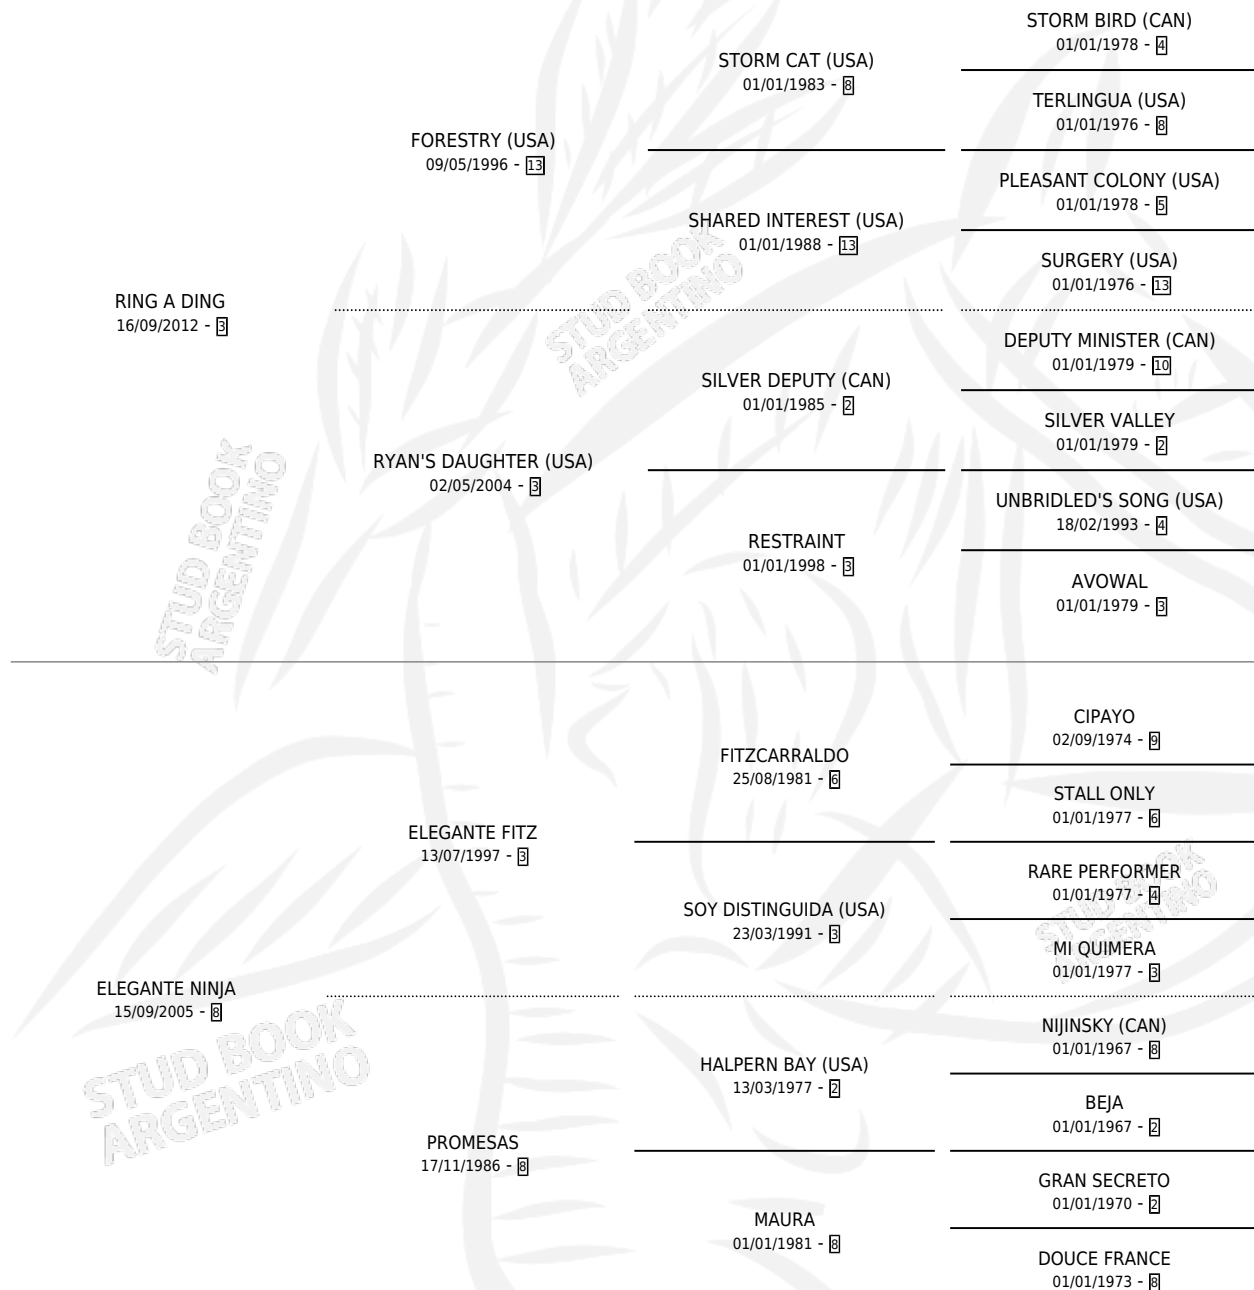 STORM BIRD (CAN)
01/01/1978 - 4
STORM CAT (USA)
01/01/1983 - 8
TERLINGUA (USA)
01/01/1976 - 8
FORESTRY (USA)
09/05/1996 - 13
PLEASANT COLONY (USA)
01/01/1978 - 5
SHARED INTEREST (USA)
01/01/1988 - 13
SURGERY (USA)
01/01/1976 - 13
RING A DING
16/09/2012 - 3
DEPUTY MINISTER (CAN)
01/01/1979 - 10
SILVER DEPUTY (CAN)
01/01/1985 - 2
SILVER VALLEY
01/01/1979 - 2
RYAN'S DAUGHTER (USA)
02/05/2004 - 3
UNBRIDLED'S SONG (USA)
18/02/1993 - 4
RESTRAINT
01/01/1998 - 3
AVOWAL
01/01/1979 - 3
CIPAYO
02/09/1974 - 9
FITZCARRALDO
25/08/1981 - 6
STALL ONLY
01/01/1977 - 6
ELEGANTE FITZ
13/07/1997 - 3
RARE PERFORMER
01/01/1977 - 4
SOY DISTINGUIDA (USA)
23/03/1991 - 3
MI QUIMERA
01/01/1977 - 3
ELEGANTE NINJA
15/09/2005 - 8
NIJINSKY (CAN)
01/01/1967 - 8
HALPERN BAY (USA)
13/03/1977 - 2
BEJA
01/01/1967 - 2
PROMESAS
17/11/1986 - 8
GRAN SECRETO
01/01/1970 - 2
MAURA
01/01/1981 - 8
DOUCE FRANCE
01/01/1973 - 8
STUD BOOK
ARGENTINO
STUD BOOK
ARGENTINO
STUD BOOK
ARGENTINO
STUD BOOK
ARGENTINO